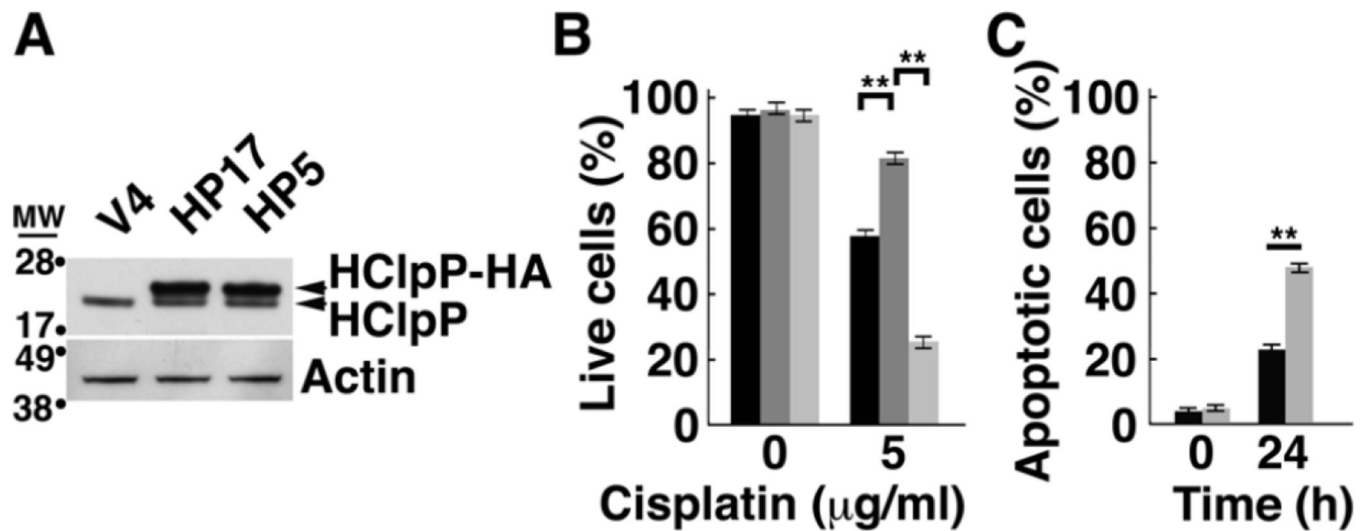 A
V4 HP17 HP5
MW
28•
HClpP-HA
HClpP
17•
49•
Actin
38•
B
Live cells (%)
100
80
60
40
20
0
** **
0 5
Cisplatin (μg/ml)
C
Apoptotic cells (%)
100
80
60
40
20
0
**
0 24
Time (h)